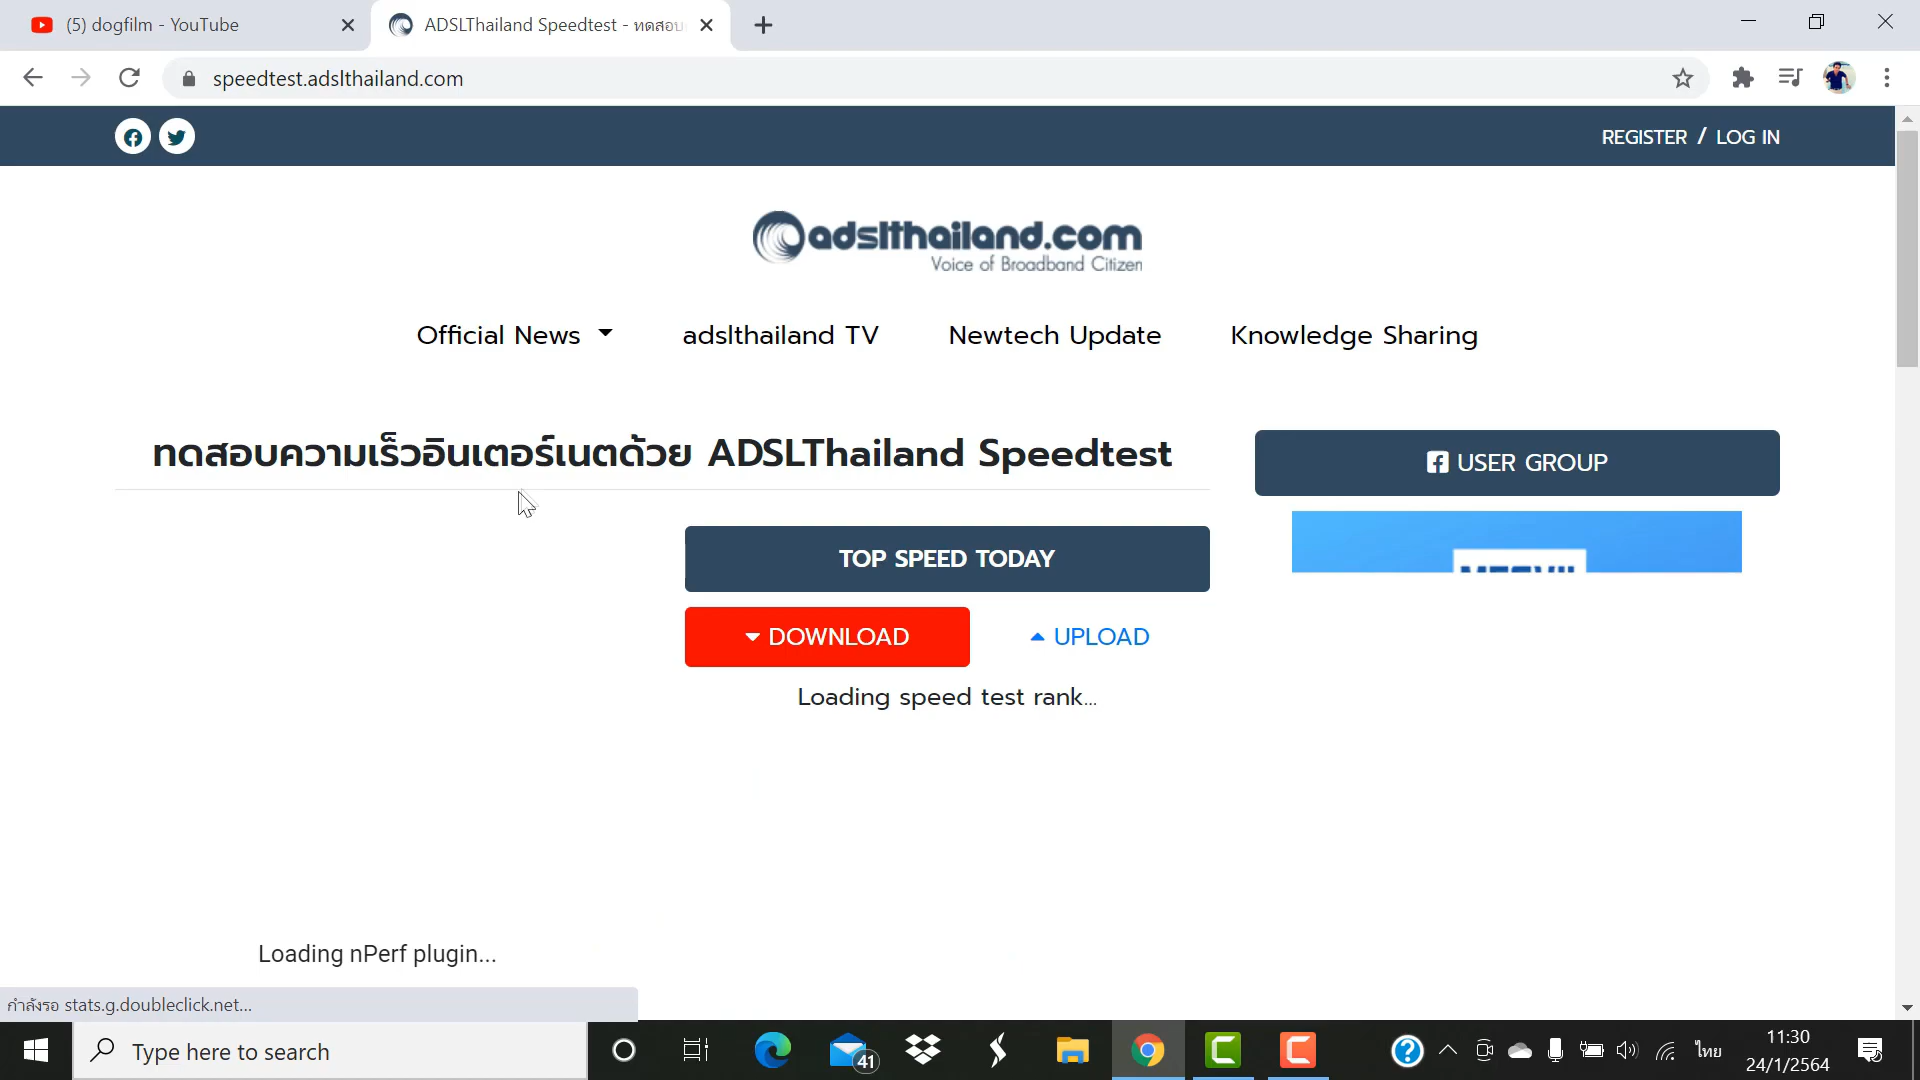 (5) dogfilm - YouTube
ADSLThailand Speedtest - ทดสอบ
speedtest.adslthailand.com
REGISTER / LOG IN
adslthailand.com
Voice of Broadband Citizen
Official News
adslthailand TV
Newtech Update
Knowledge Sharing
ทดสอบความเร็วอินเตอร์เนตด้วย ADSLThailand Speedtest
USER GROUP
TOP SPEED TODAY
DOWNLOAD
UPLOAD
Loading speed test rank...
Loading nPerf plugin...
กำลังรอ stats.g.doubleclick.net...
Type here to search
41
ไทย
11:30
24/1/2564